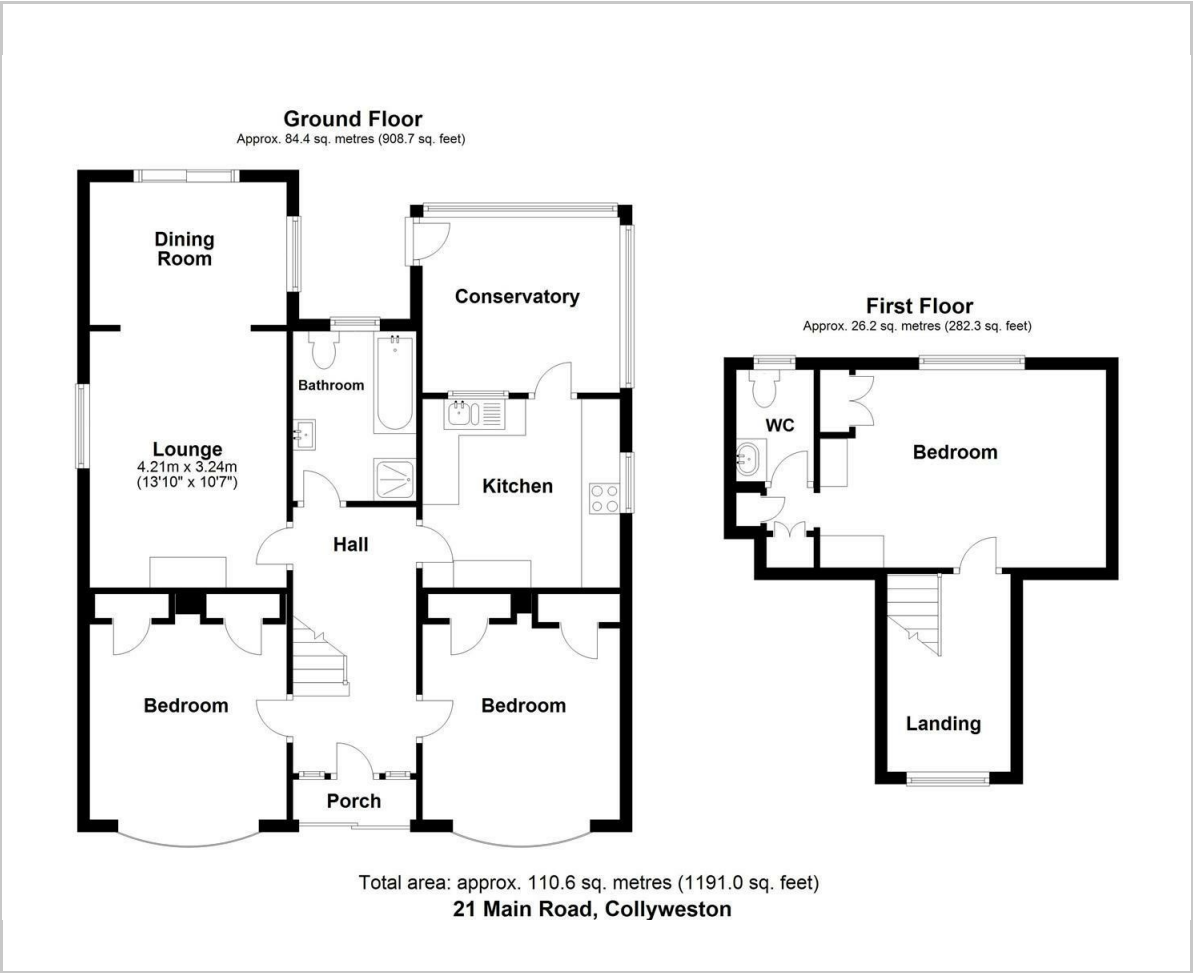 Ground Floor
Approx. 84.4 sq. metres (908.7 sq. feet)
Dining
Room
Conservatory
Bathroom
Lounge
4.21m x 3.24m
(13'10" x 10'7")
Kitchen
Hall
Bedroom
Bedroom
Porch
First Floor
Approx. 26.2 sq. metres (282.3 sq. feet)
WC
Bedroom
Landing
Total area: approx. 110.6 sq. metres (1191.0 sq. feet)
21 Main Road, Collyweston